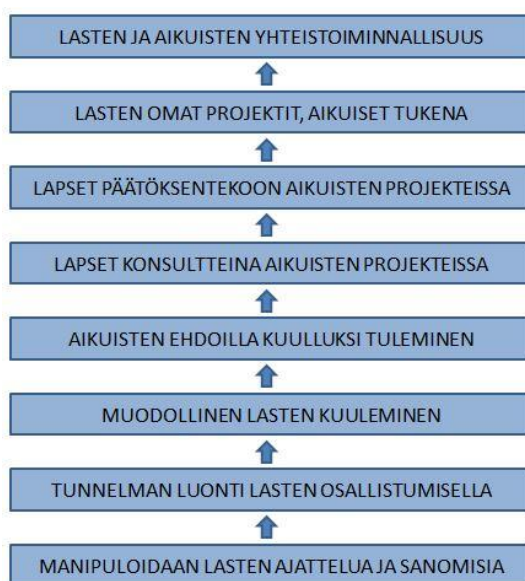 LASTEN JA AIKUISTEN YHTEISTOIMINNALLISUUS
LASTEN OMAT PROJEKTIT, AIKUISET TUKENA
LAPSET PÄÄTÖKSENTEKOON AIKUISTEN PROJEKTEISSA
LAPSET KONSULTTEINA AIKUISTEN PROJEKTEISSA
AIKUISTEN EHDOILLA KUULLUKSI TULEMINEN
MUODOLLINEN LASTEN KUULEMINEN
TUNNELMAN LUONTI LASTEN OSALLISTUMISELLA
MANIPULOIDAAN LASTEN AJATTELUA JA SANOMISIA